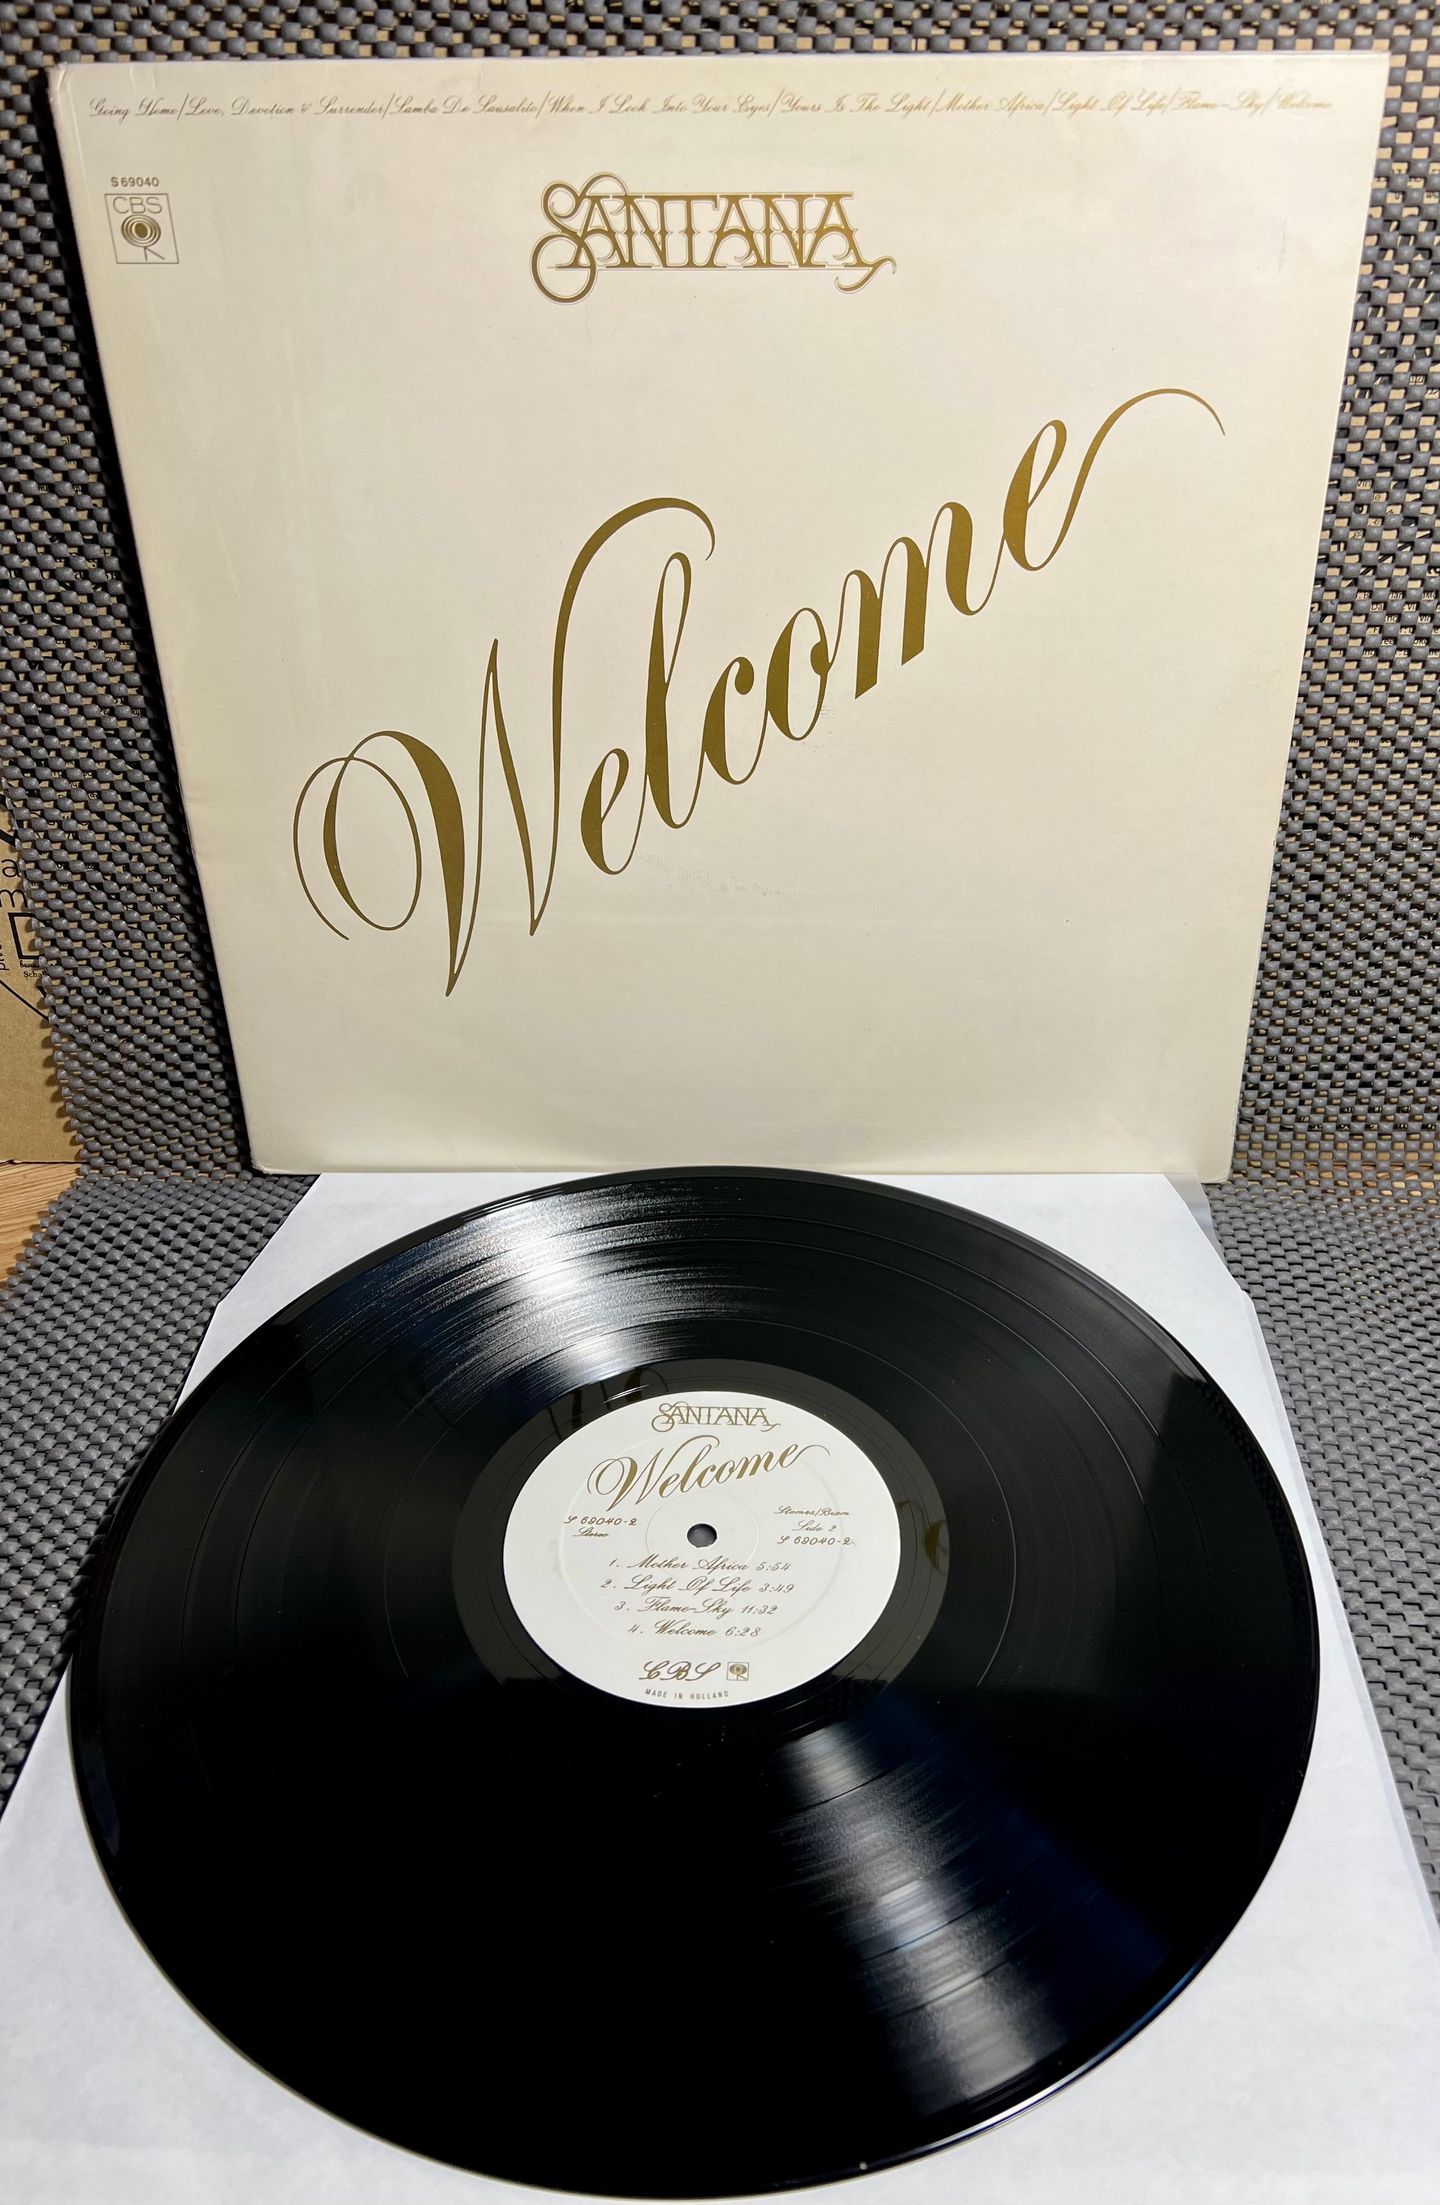 Going Home/Love, Devotion & Surrender/Samba De Sausalito/When I Look Into Your Eyes/Yours Is The Light/Mother Africa/Light Of Life/Flame-Sky/Welcome
S 69040
CBS
SANTANA
Welcome
SANTANA
Welcome
S 69040-2
Stereo
Stemra/Biem
Side 2
S 69040-2
1. Mother Africa 5:54
2. Light Of Life 3:49
3. Flame-Sky 11:32
4. Welcome 6:28
CBS
MADE IN HOLLAND